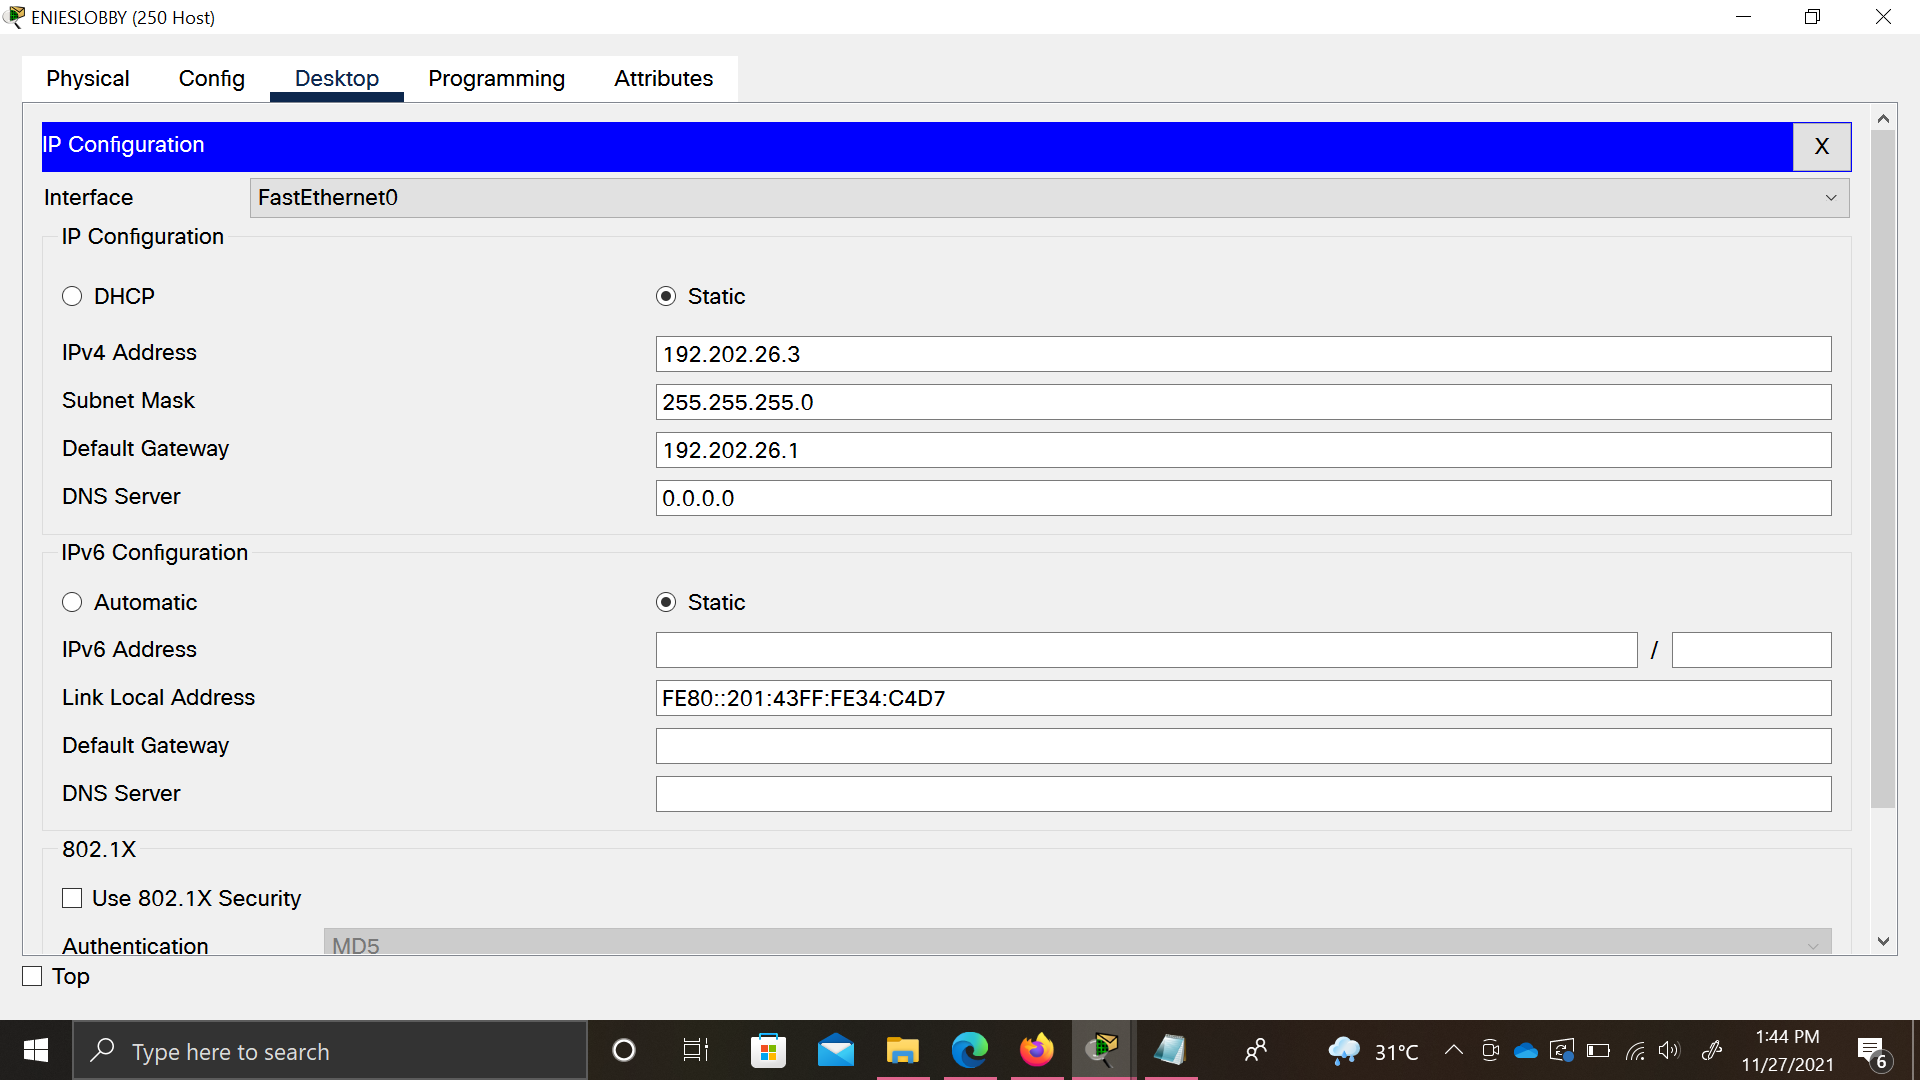 ENIESLOBBY (250 Host)
Physical Config Desktop Programming Attributes
IP Configuration X
Interface FastEthernet0
IP Configuration
DHCP Static
IPv4 Address 192.202.26.3
Subnet Mask 255.255.255.0
Default Gateway 192.202.26.1
DNS Server 0.0.0.0
IPv6 Configuration
Automatic Static
IPv6 Address /
Link Local Address FE80::201:43FF:FE34:C4D7
Default Gateway
DNS Server
802.1X
Use 802.1X Security
Authentication MD5
Top
Type here to search 31°C 1:44 PM
11/27/2021 6